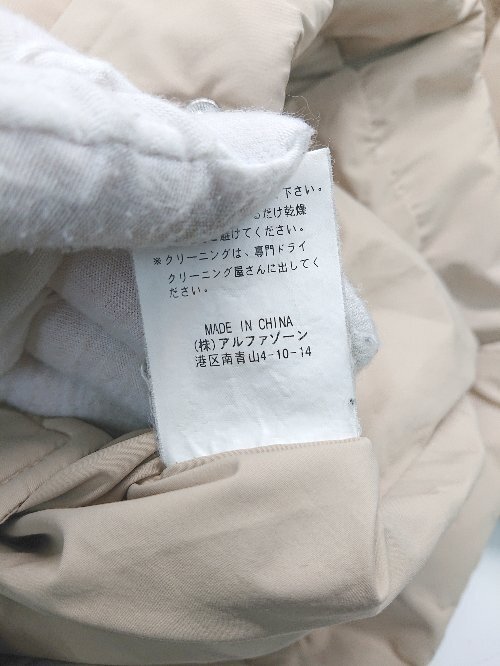 下さい。
だけ乾燥
避けてください。
※クリーニングは、専門ドライ
クリーニング屋さんに出してく
ださい。
MADE IN CHINA
(株)アルファゾーン
港区南青山4-10-14